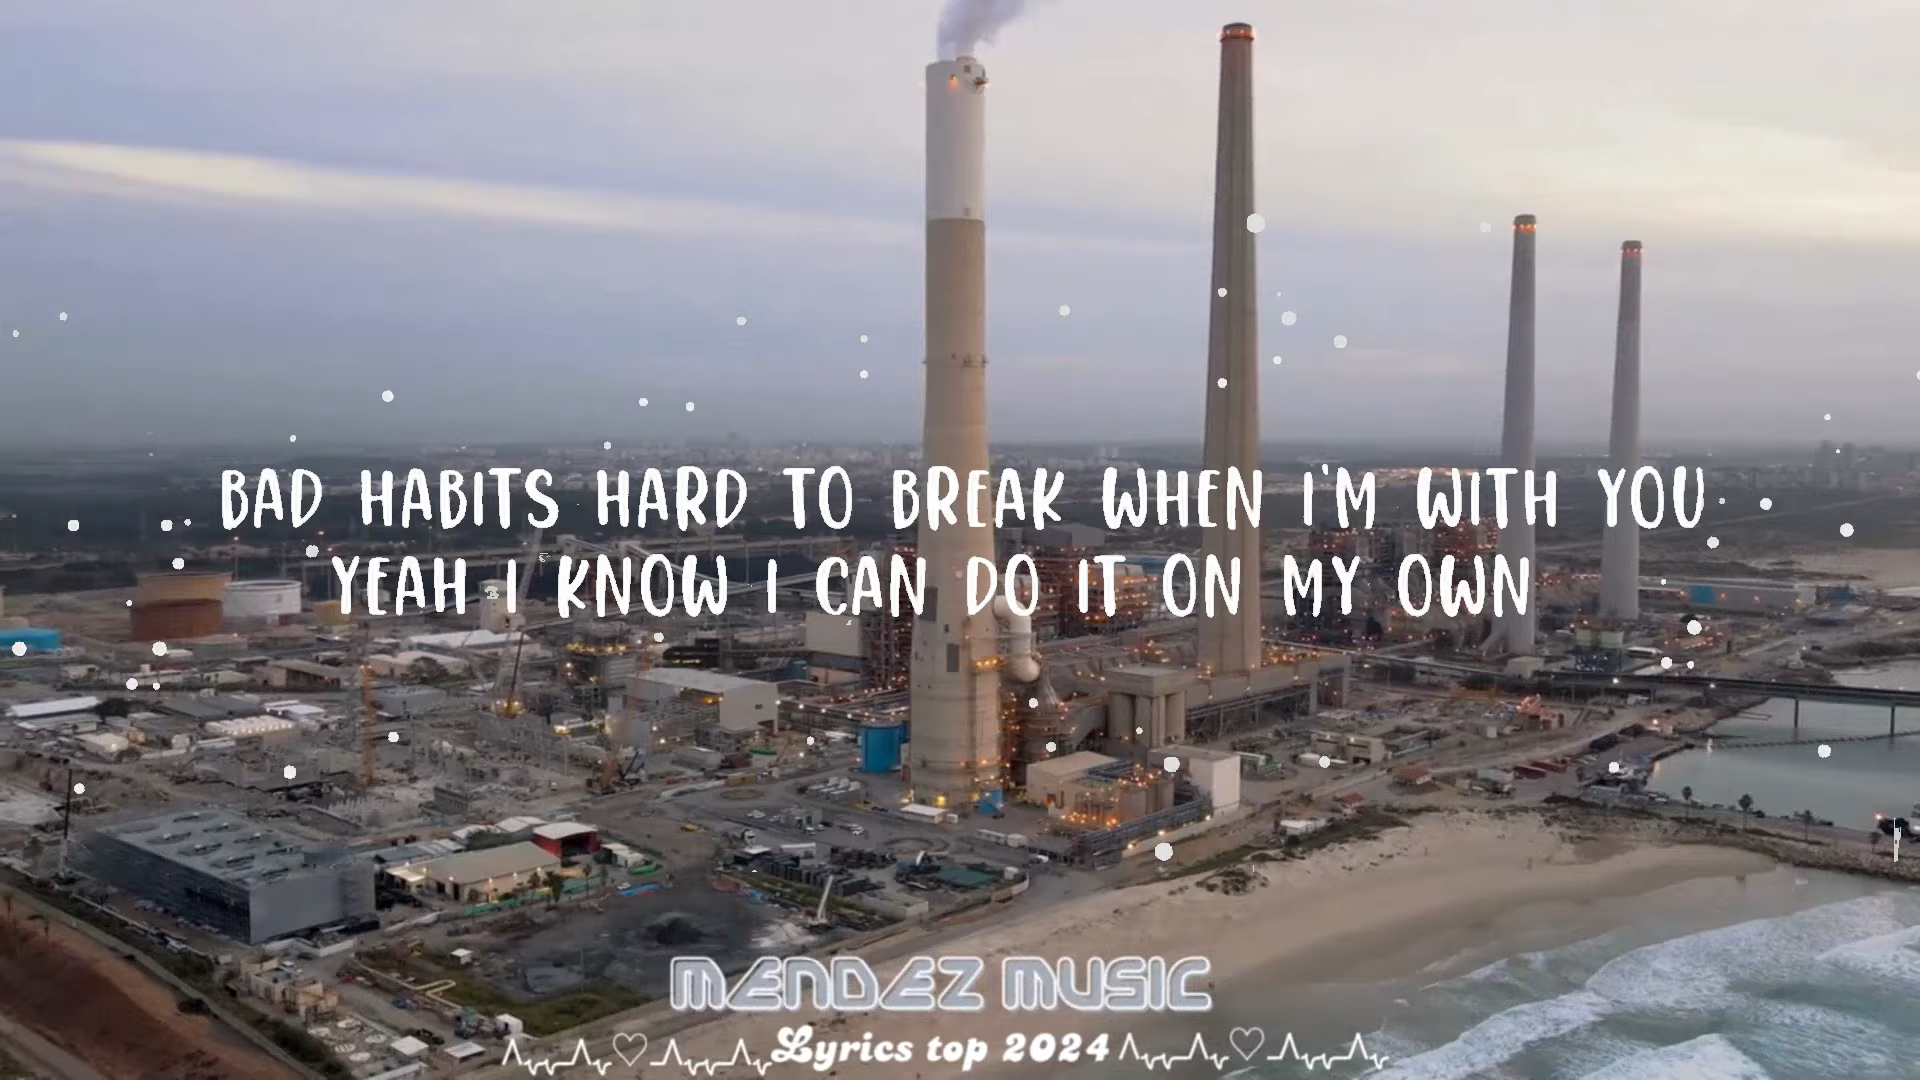 BAD HABITS HARD TO BREAK WHEN I'M WITH YOU
YEAH I KNOW I CAN DO IT ON MY OWN
MENDEZ MUSIC
Lyrics top 2024